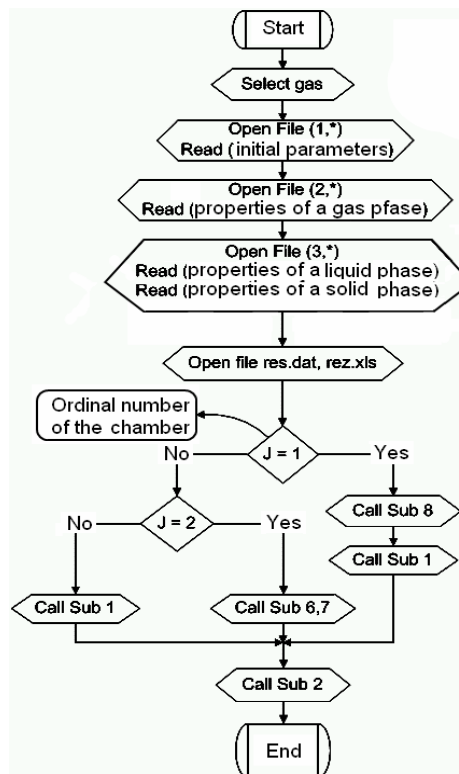 Start
Select gas
Open File (1,*)
Read (initial parameters)
Open File (2,*)
Read (properties of a gas pfase)
Open File (3,*)
Read (properties of a liquid phase)
Read (properties of a solid phase)
Open file res.dat, rez.xls
Ordinal number
of the chamber
No
J = 1
Yes
No
J = 2
Yes
Call Sub 8
Call Sub 1
Call Sub 1
Call Sub 6,7
Call Sub 2
End